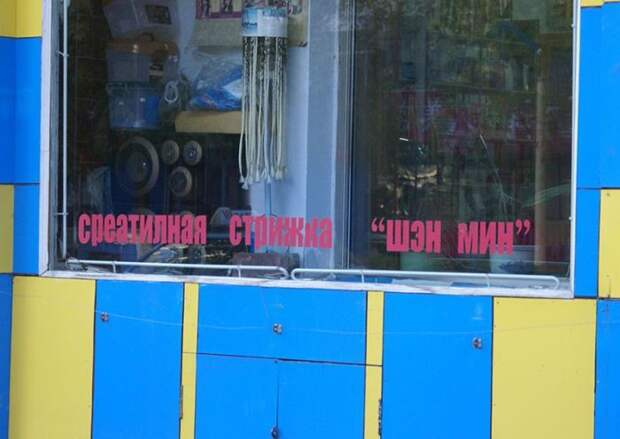 среатилная стрижка “шэн мин”